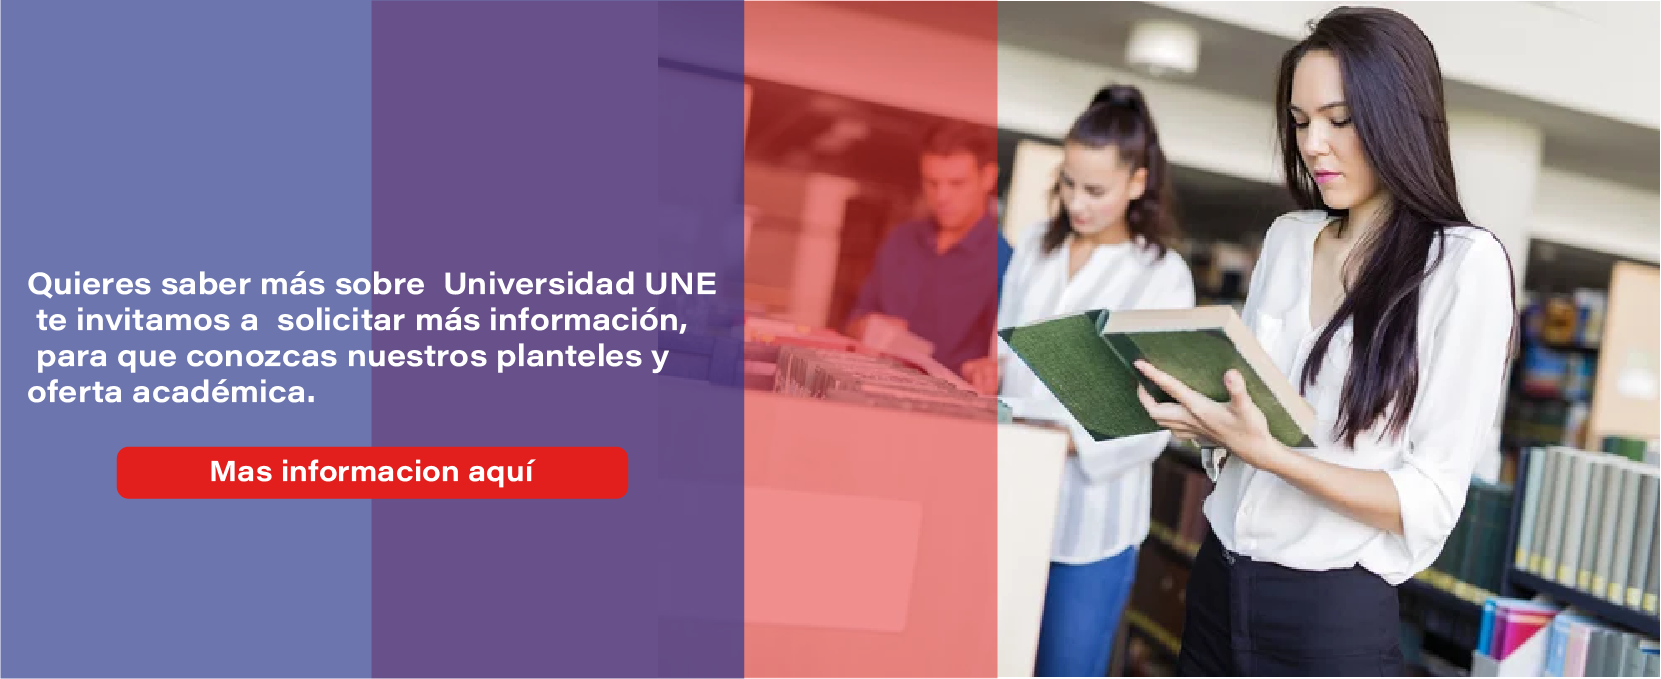 Quieres saber más sobre Universidad UNE
te invitamos a solicitar más información,
para que conozcas nuestros planteles y
oferta académica.
Mas informacion aquí